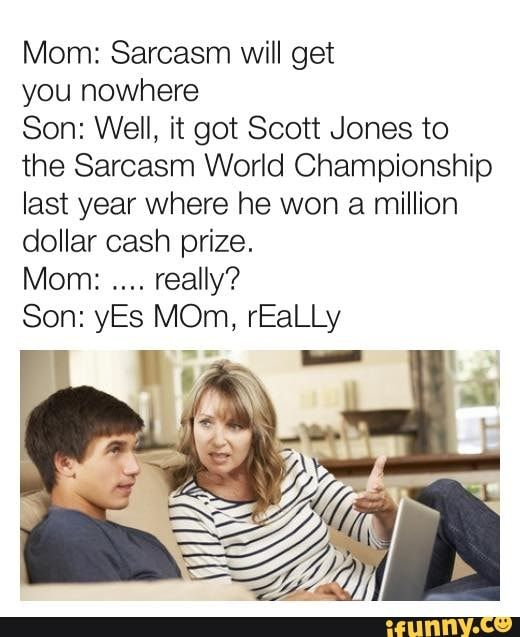 Mom: Sarcasm will get
you nowhere
Son: Well, it got Scott Jones to
the Sarcasm World Championship
last year where he won a million
dollar cash prize.
Mom: .... really?
Son: yEs MOm, rEaLLy
ifunny.co